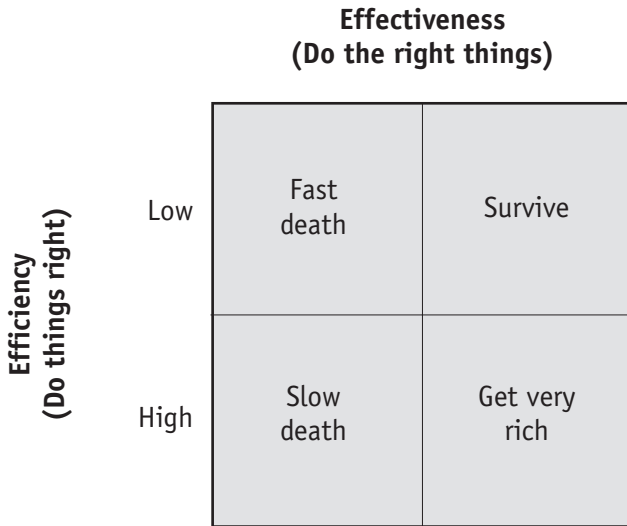 Effectiveness
(Do the right things)
Efficiency
(Do things right)
Low
Fast
death
Survive
High
Slow
death
Get very
rich